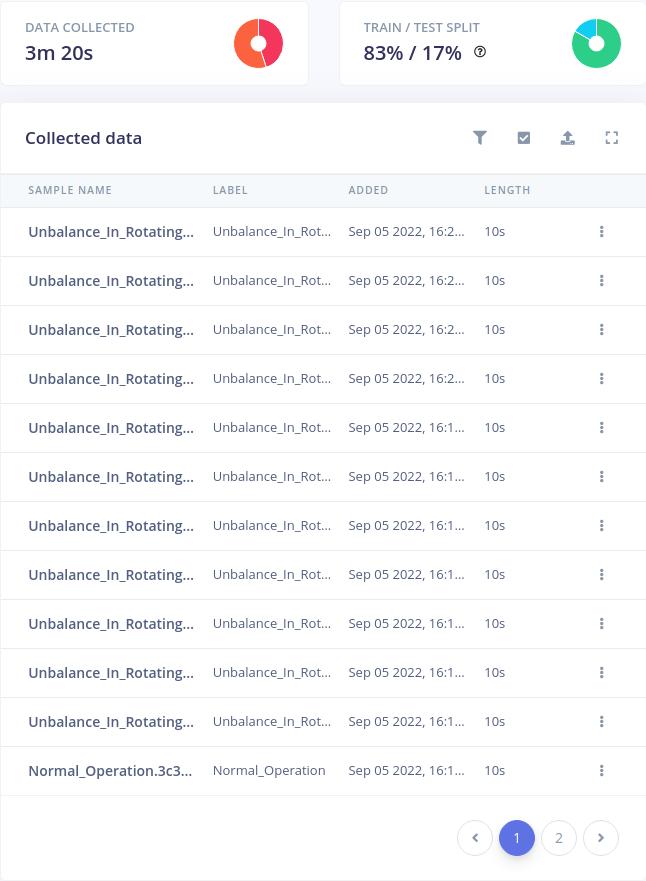 DATA COLLECTED
3m 20s
TRAIN / TEST SPLIT
83% / 17% ?
Collected data
SAMPLE NAME LABEL ADDED LENGTH
Unbalance_In_Rotating... Unbalance_In_Rot... Sep 05 2022, 16:2... 10s
Unbalance_In_Rotating... Unbalance_In_Rot... Sep 05 2022, 16:2... 10s
Unbalance_In_Rotating... Unbalance_In_Rot... Sep 05 2022, 16:2... 10s
Unbalance_In_Rotating... Unbalance_In_Rot... Sep 05 2022, 16:2... 10s
Unbalance_In_Rotating... Unbalance_In_Rot... Sep 05 2022, 16:1... 10s
Unbalance_In_Rotating... Unbalance_In_Rot... Sep 05 2022, 16:1... 10s
Unbalance_In_Rotating... Unbalance_In_Rot... Sep 05 2022, 16:1... 10s
Unbalance_In_Rotating... Unbalance_In_Rot... Sep 05 2022, 16:1... 10s
Unbalance_In_Rotating... Unbalance_In_Rot... Sep 05 2022, 16:1... 10s
Unbalance_In_Rotating... Unbalance_In_Rot... Sep 05 2022, 16:1... 10s
Unbalance_In_Rotating... Unbalance_In_Rot... Sep 05 2022, 16:1... 10s
Normal_Operation.3c3... Normal_Operation Sep 05 2022, 16:1... 10s
1 2